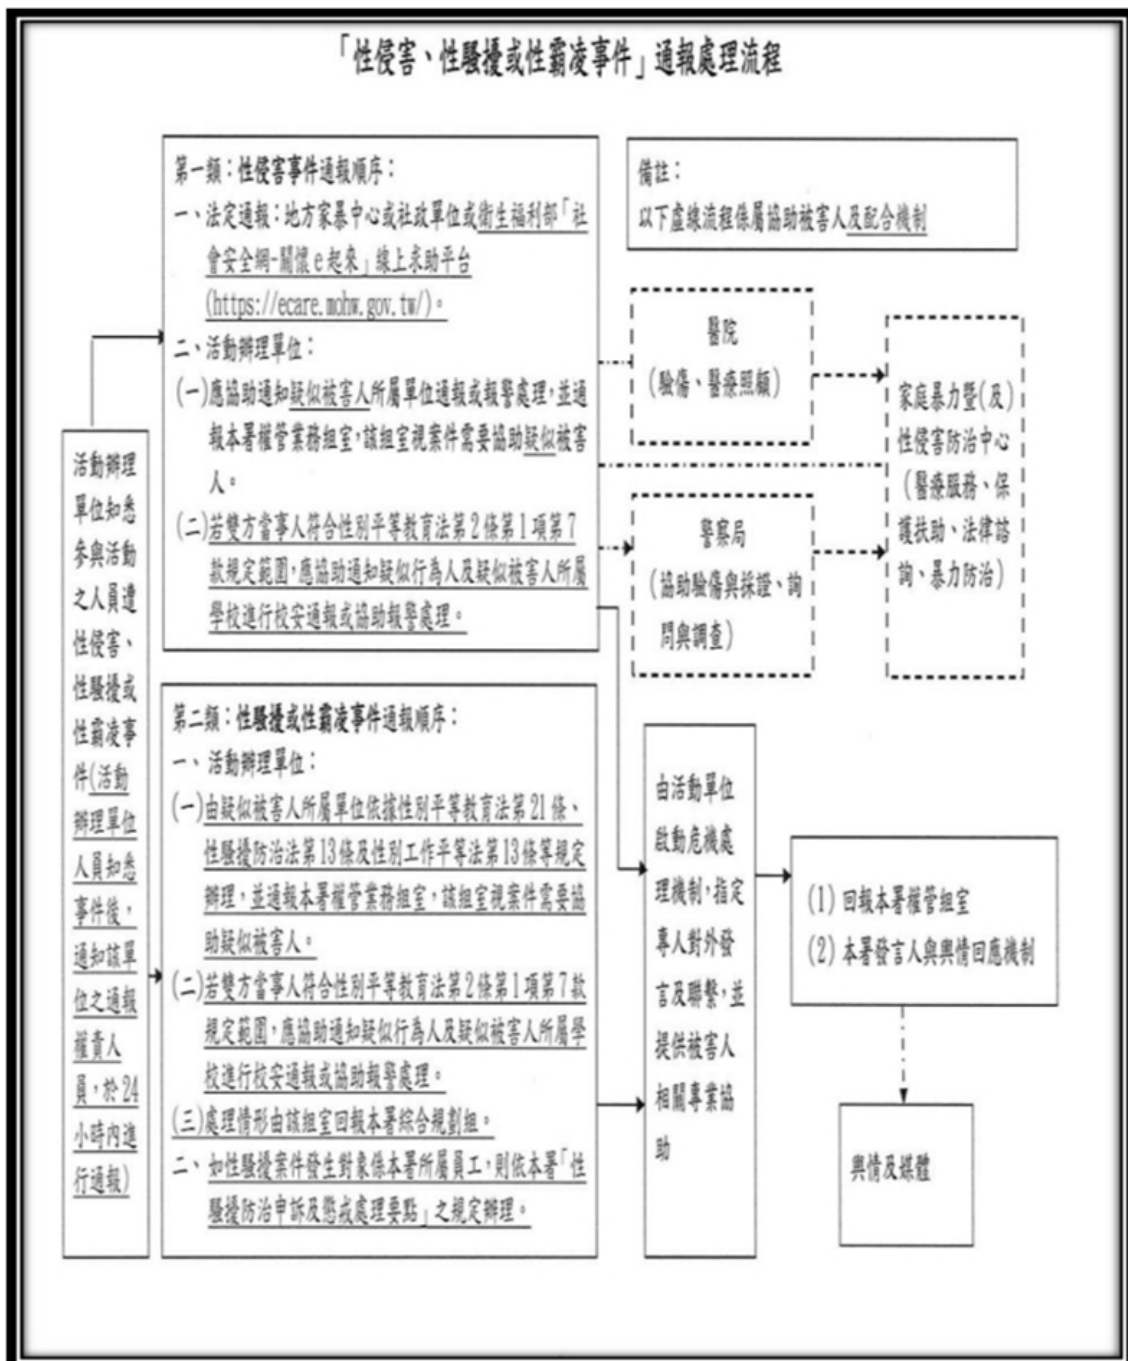 「性侵害、性騷擾或性霸凌事件」通報處理流程
活動辦理
單位知悉
參與活動
之人員遭
性侵害、
性騷擾或
性霸凌事
件(活動
辦理單位
人員知悉
事件後，
通知該單
位之通報
權責人
員，於24
小時內進
行通報)
第一類：性侵害事件通報順序：
一、法定通報：地方家暴中心或社政單位或衛生福利部「社
會安全網-關懷e起來」線上求助平台
(https://ecare.mohw.gov.tw/)。
二、活動辦理單位：
(一)應協助通知疑似被害人所屬單位通報或報警處理，並通
報本署權管業務組室，該組室視案件需要協助疑似被害
人。
(二)若雙方當事人符合性別平等教育法第2條第1項第7
款規定範圍，應協助通知疑似行為人及疑似被害人所屬
學校進行校安通報或協助報警處理。
第二類：性騷擾或性霸凌事件通報順序：
一、活動辦理單位：
(一)由疑似被害人所屬單位依據性別平等教育法第21條、
性騷擾防治法第13條及性別工作平等法第13條等規定
辦理，並通報本署權管業務組室，該組室視案件需要協
助疑似被害人。
(二)若雙方當事人符合性別平等教育法第2條第1項第7款
規定範圍，應協助通知疑似行為人及疑似被害人所屬學
校進行校安通報或協助報警處理。
(三)處理情形由該組室回報本署綜合規劃組。
二、如性騷擾案件發生對象係本署所屬員工，則依本署「性
騷擾防治申訴及懲戒處理要點」之規定辦理。
備註：
以下虛線流程係屬協助被害人及配合機制
醫院
(驗傷、醫療照顧)
警察局
(協助驗傷與採證、詢
問與調查)
家庭暴力暨(及)
性侵害防治中心
(醫療服務、保
護扶助、法律諮
詢、暴力防治)
由活動單位
啟動危機處
理機制，指定
專人對外發
言及聯繫，並
提供被害人
相關專業協
助
(1) 回報本署權管組室
(2) 本署發言人與輿情回應機制
輿情及媒體